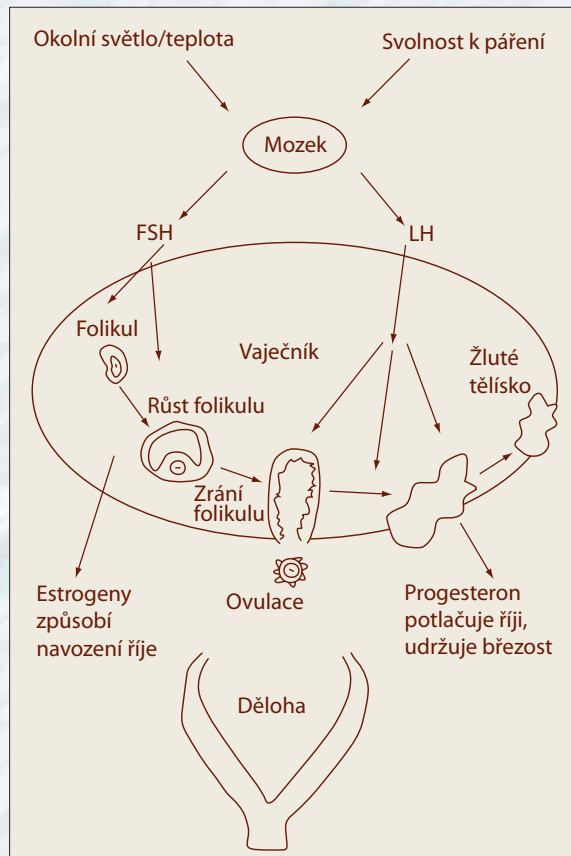 Okolní světlo/teplota
Svolnost k páření
Mozek
FSH
LH
Folikul
Vaječník
Žluté
tělísko
Růst folikulu
Zrání
folikulu
Ovulace
Estrogeny
způsobí
navození říje
Progesteron
potlačuje říji,
udržuje březost
Děloha